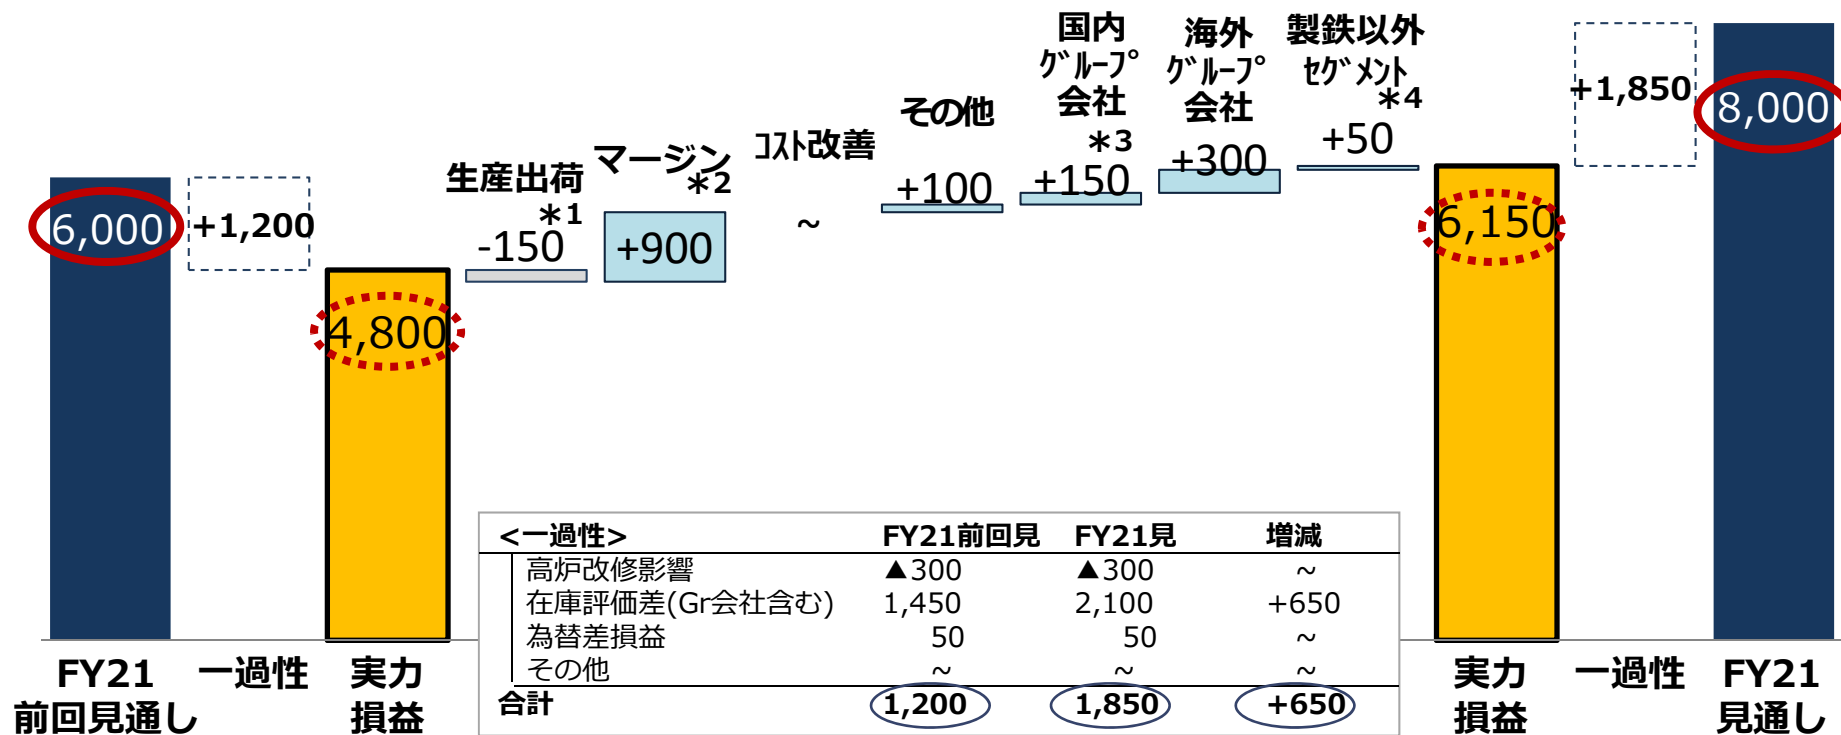 国内
ｸﾞﾙｰﾌﾟ
会社
*3
+150
海外
ｸﾞﾙｰﾌﾟ
会社
+300
製鉄以外
ｾｸﾞﾒﾝﾄ
*4
+50
その他
+100
ｺｽﾄ改善
~
マージン
*2
+900
生産出荷
*1
-150
+1,850
8,000
6,000
+1,200
4,800
6,150
<一過性> FY21前回見 FY21見 増減
高炉改修影響 ▲300 ▲300 ~
在庫評価差(Gr会社含む) 1,450 2,100 +650
為替差損益 50 50 ~
その他 ~ ~ ~
合計 1,200 1,850 +650
FY21
前回見通し
一過性
実力
損益
実力
損益
一過性
FY21
見通し